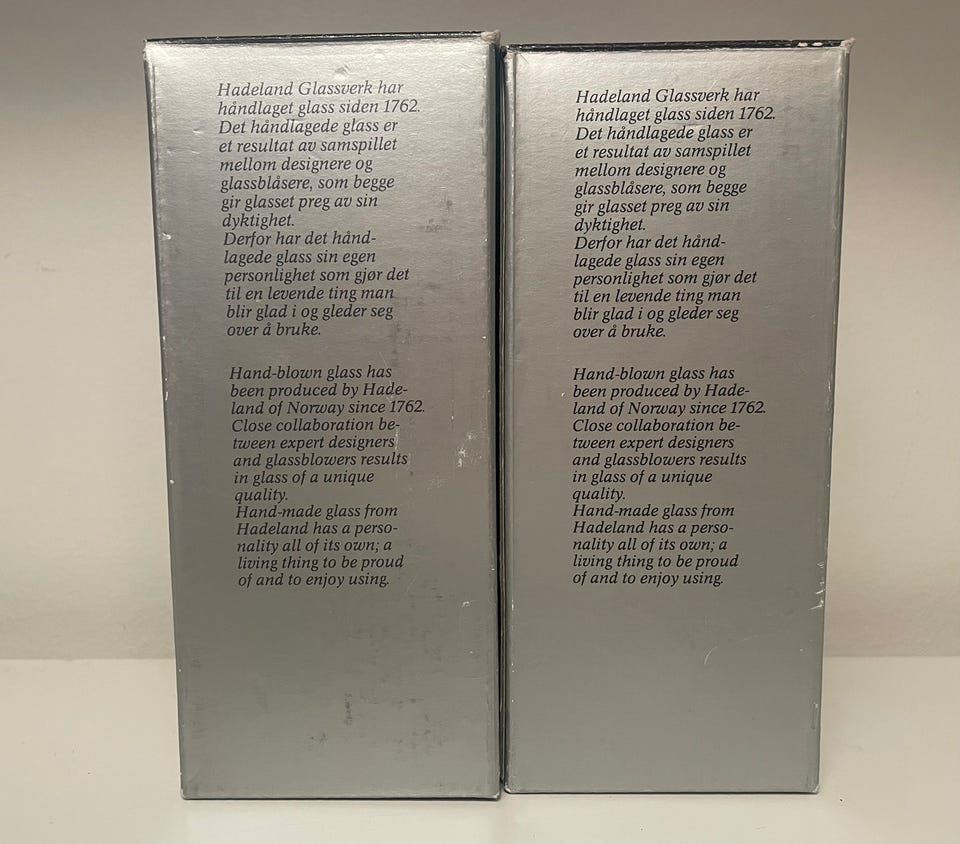 Hadeland Glassverk har
håndlaget glass siden 1762.
Det håndlagede glass er
et resultat av samspillet
mellom designere og
glassblåsere, som begge
gir glasset preg av sin
dyktighet.
Derfor har det hånd-
lagede glass sin egen
personlighet som gjør det
til en levende ting man
blir glad i og gleder seg
over å bruke.
Hand-blown glass has
been produced by Hade-
land of Norway since 1762.
Close collaboration be-
tween expert designers
and glassblowers results
in glass of a unique
quality.
Hand-made glass from
Hadeland has a perso-
nality all of its own; a
living thing to be proud
of and to enjoy using.
Hadeland Glassverk har
håndlaget glass siden 1762.
Det håndlagede glass er
et resultat av samspillet
mellom designere og
glassblåsere, som begge
gir glasset preg av sin
dyktighet.
Derfor har det hånd-
lagede glass sin egen
personlighet som gjør det
til en levende ting man
blir glad i og gleder seg
over å bruke.
Hand-blown glass has
been produced by Hade-
land of Norway since 1762.
Close collaboration be-
tween expert designers
and glassblowers results
in glass of a unique
quality.
Hand-made glass from
Hadeland has a perso-
nality all of its own; a
living thing to be proud
of and to enjoy using.